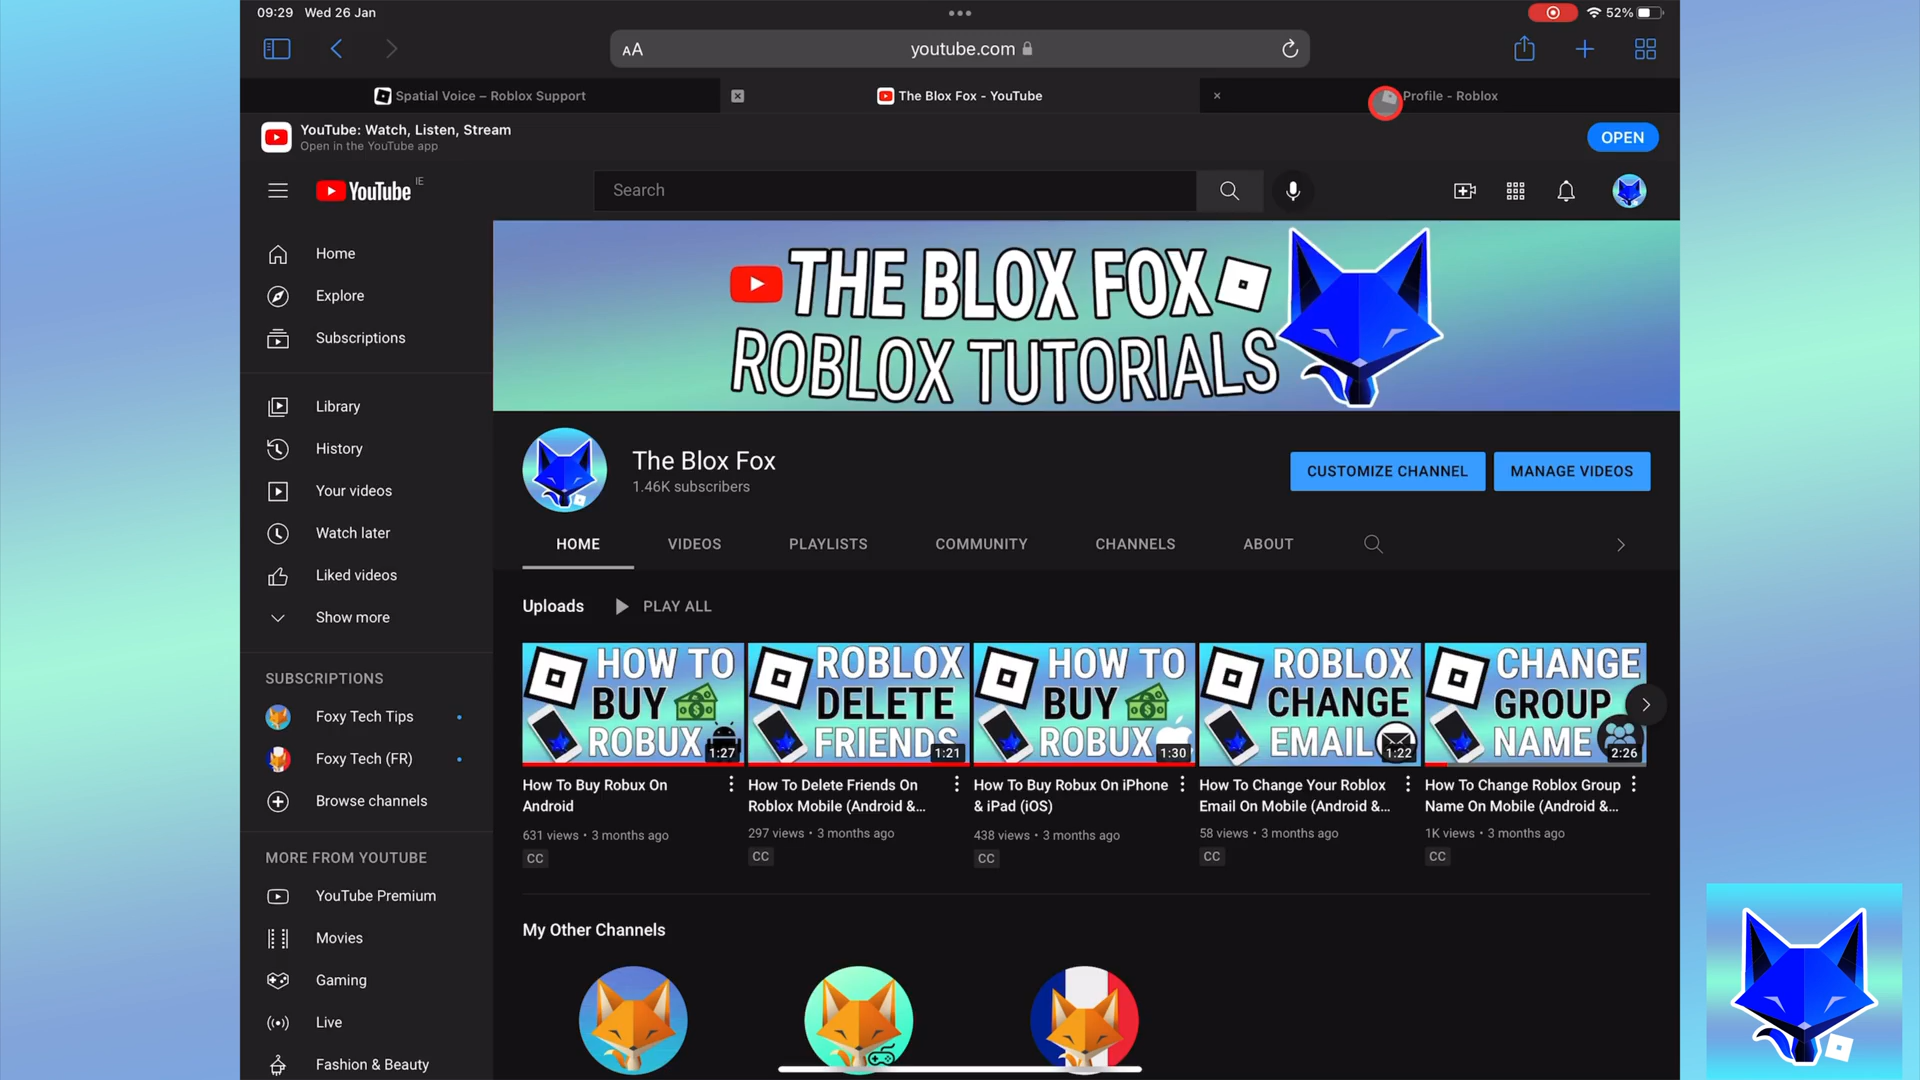 09:29 Wed 26 Jan
52%
AA
youtube.com
Spatial Voice – Roblox Support
The Blox Fox - YouTube
Profile - Roblox
YouTube: Watch, Listen, Stream
Open in the YouTube app
OPEN
YouTube IE
Search
Home
Explore
Subscriptions
Library
History
Your videos
Watch later
Liked videos
Show more
SUBSCRIPTIONS
Foxy Tech Tips
Foxy Tech (FR)
Browse channels
MORE FROM YOUTUBE
YouTube Premium
Movies
Gaming
Live
Fashion & Beauty
THE BLOX FOX
ROBLOX TUTORIALS
The Blox Fox
1.46K subscribers
CUSTOMIZE CHANNEL
MANAGE VIDEOS
HOME
VIDEOS
PLAYLISTS
COMMUNITY
CHANNELS
ABOUT
Uploads
PLAY ALL
HOW TO
BUY
ROBUX
1:27
How To Buy Robux On
Android
631 views • 3 months ago
CC
ROBLOX
DELETE
FRIENDS
1:21
How To Delete Friends On
Roblox Mobile (Android &...
297 views • 3 months ago
CC
HOW TO
BUY
ROBUX
1:30
How To Buy Robux On iPhone
& iPad (iOS)
438 views • 3 months ago
CC
ROBLOX
CHANGE
EMAIL
1:22
How To Change Your Roblox
Email On Mobile (Android &...
58 views • 3 months ago
CC
CHANGE
GROUP
NAME
2:26
How To Change Roblox Group
Name On Mobile (Android &...
1K views • 3 months ago
CC
My Other Channels